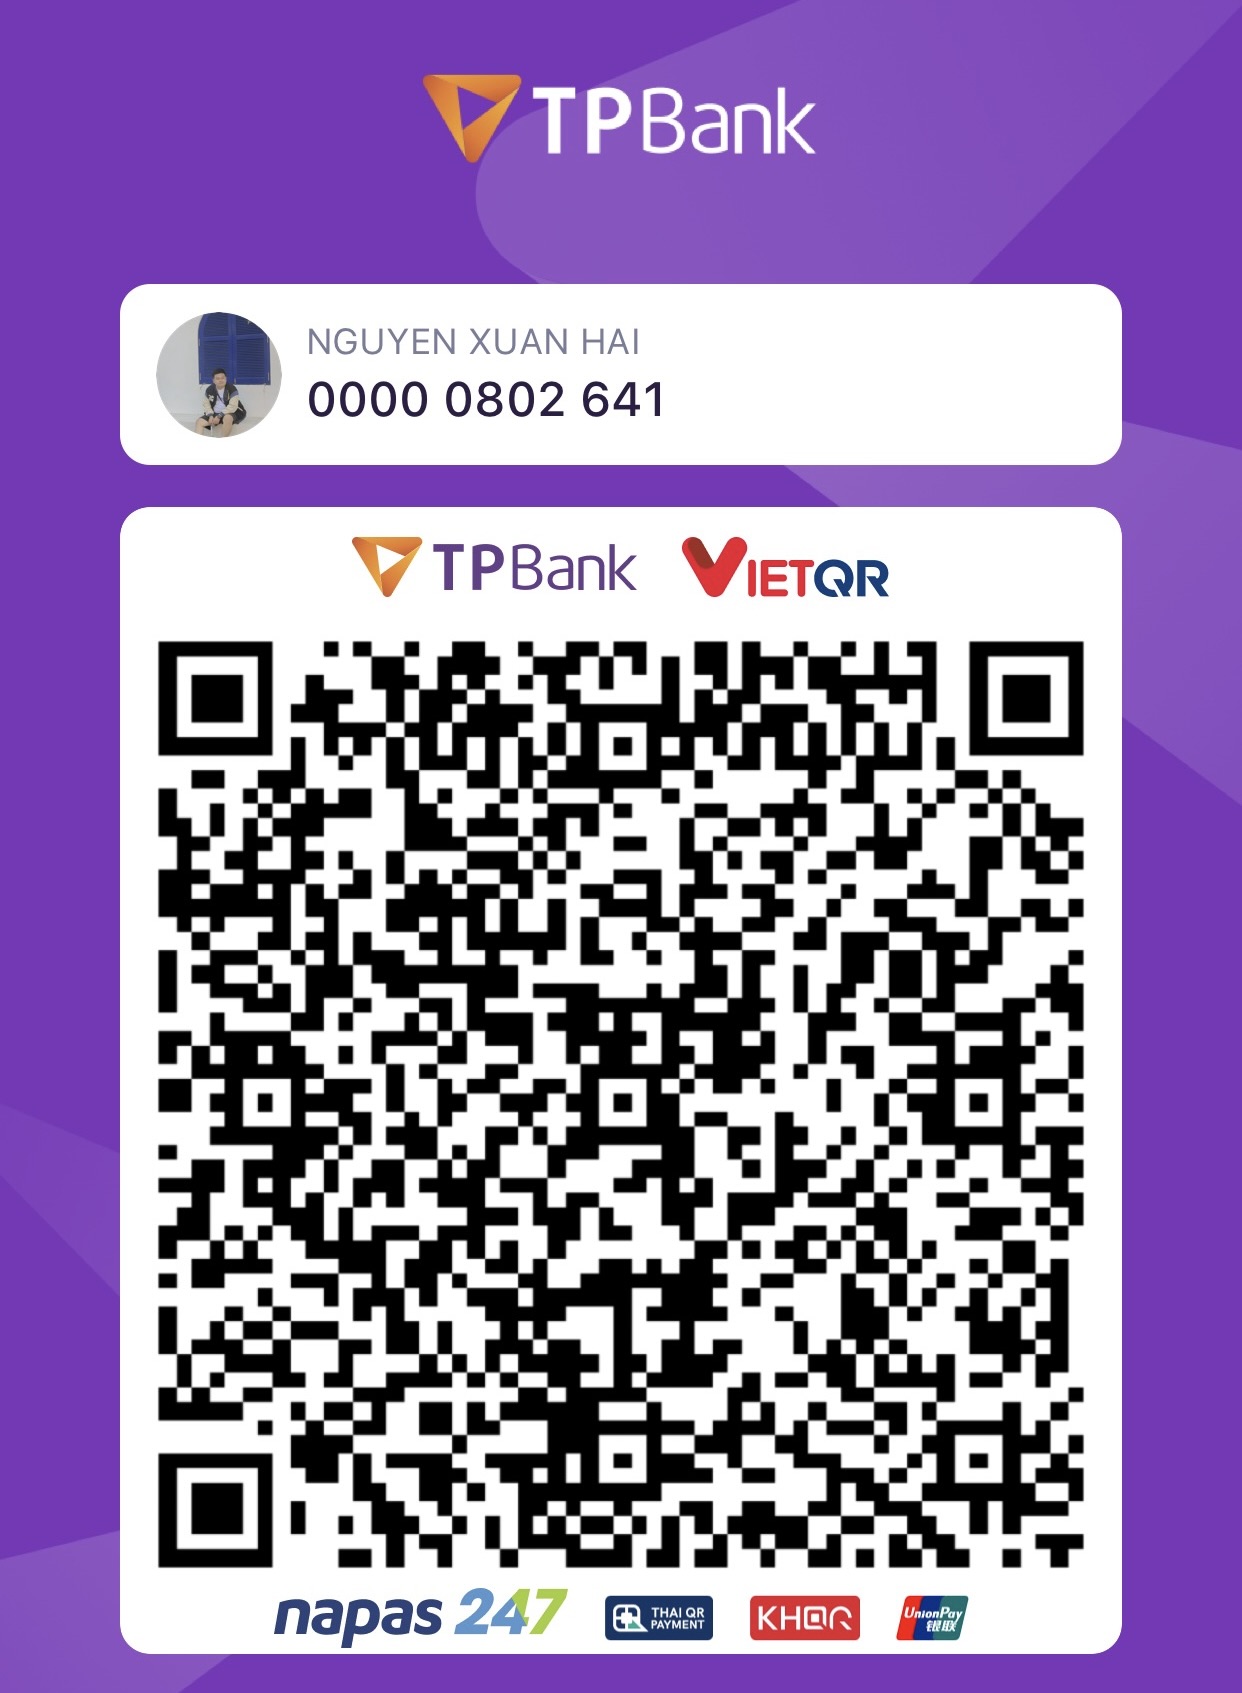 TPBank
NGUYEN XUAN HAI
0000 0802 641
TPBank VIETQR
napas 247 THAI QR PAYMENT KHQR UnionPay 银联